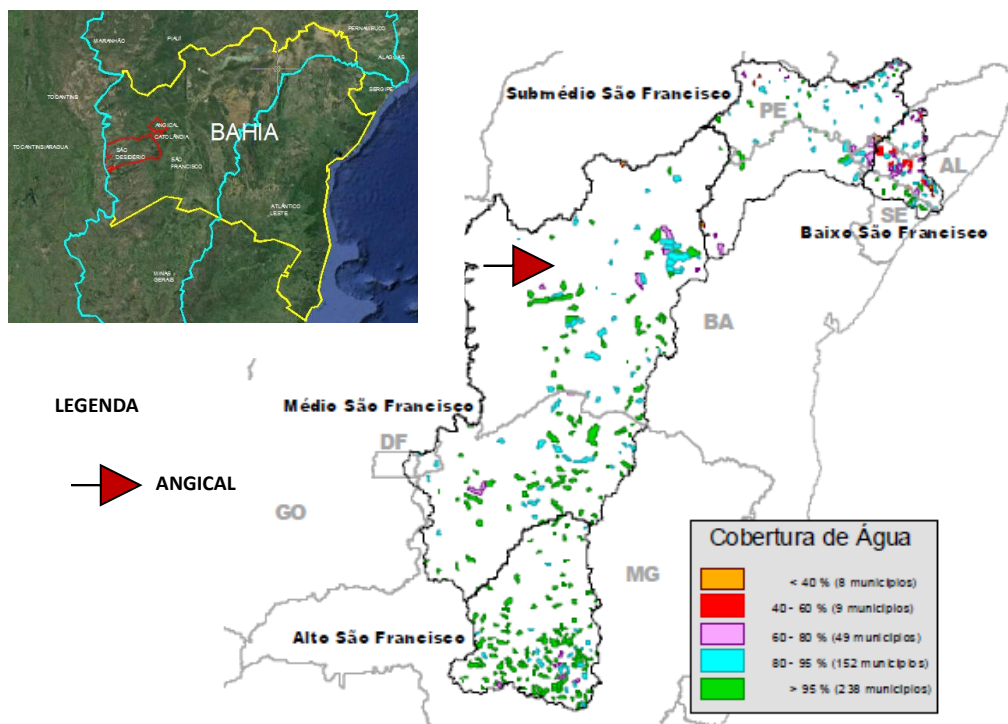 MARANHÃO
PIAUÍ
PERNAMBUCO
ALAGOAS
SERGIPE
TOCANTINS
TOCANTINS/ARAGUA
ANGICAL
CATOLÂNDIA
BAHIA
SÃO
DESIDÉRIO
SÃO
FRANCISCO
ATLÂNTICO
LESTE
MINAS
GERAIS
Submédio São Francisco
PE
AL
SE
Baixo São Francisco
BA
LEGENDA
Médio São Francisco
DF
ANGICAL
GO
MG
Alto São Francisco
Cobertura de Água
< 40 % (8 municípios)
40 - 60 % (9 municípios)
60 - 80 % (49 municípios)
80 - 95 % (152 municípios)
> 95 % (238 municípios)